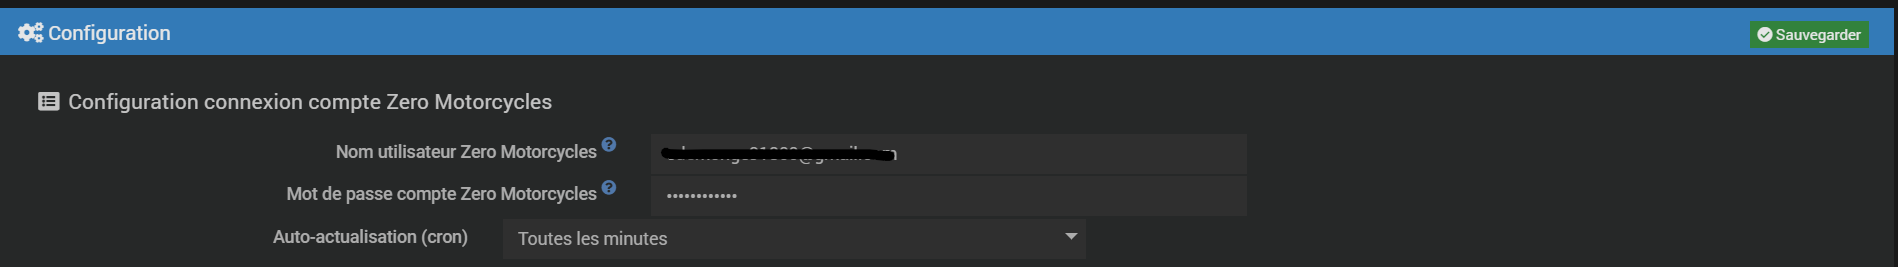 Configuration
Sauvegarder
Configuration connexion compte Zero Motorcycles
Nom utilisateur Zero Motorcycles
Mot de passe compte Zero Motorcycles
••••••••••••
Auto-actualisation (cron)
Toutes les minutes